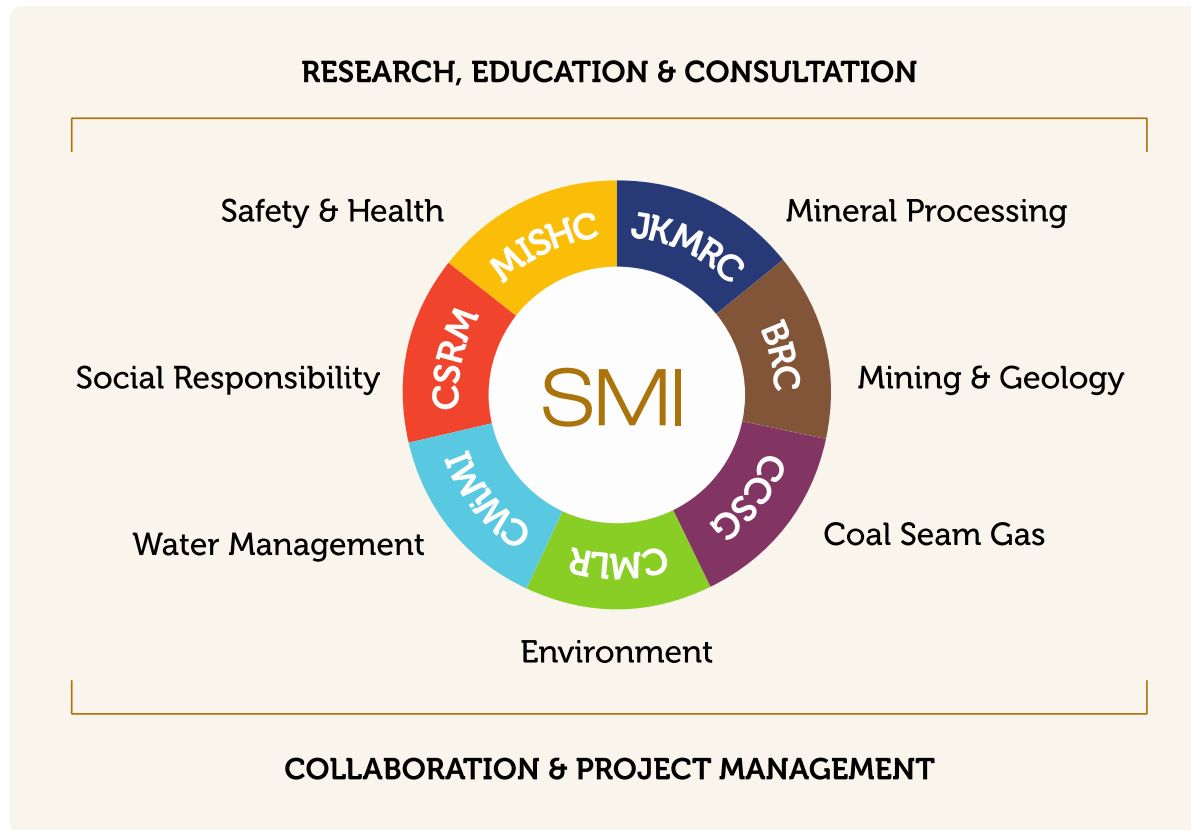 RESEARCH, EDUCATION & CONSULTATION
Safety & Health
MISHC
JKMRC
Mineral Processing
CSRM
BRC
Social Responsibility
SMI
Mining & Geology
CWiMI
CCSG
Water Management
Coal Seam Gas
CMLR
Environment
COLLABORATION & PROJECT MANAGEMENT